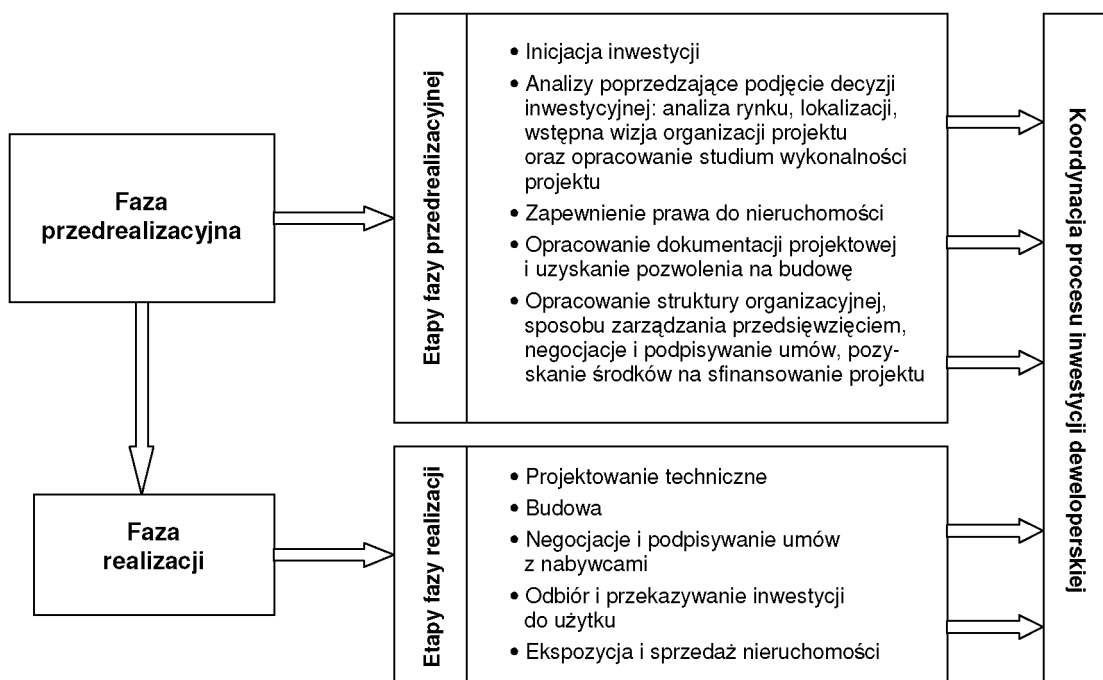 Faza
przedrealizacyjna
Etapy fazy przedrealizacyjnej
• Inicjacja inwestycji
• Analizy poprzedzające podjęcie decyzji
inwestycyjnej: analiza rynku, lokalizacji,
wstępna wizja organizacji projektu
oraz opracowanie studium wykonalności
projektu
• Zapewnienie prawa do nieruchomości
• Opracowanie dokumentacji projektowej
i uzyskanie pozwolenia na budowę
• Opracowanie struktury organizacyjnej,
sposobu zarządzania przedsięwzięciem,
negocjacje i podpisywanie umów, pozy-
skanie środków na sfinansowanie projektu
Faza
realizacji
Etapy fazy realizacji
• Projektowanie techniczne
• Budowa
• Negocjacje i podpisywanie umów
z nabywcami
• Odbiór i przekazywanie inwestycji
do użytku
• Ekspozycja i sprzedaż nieruchomości
Koordynacja procesu inwestycji deweloperskiej